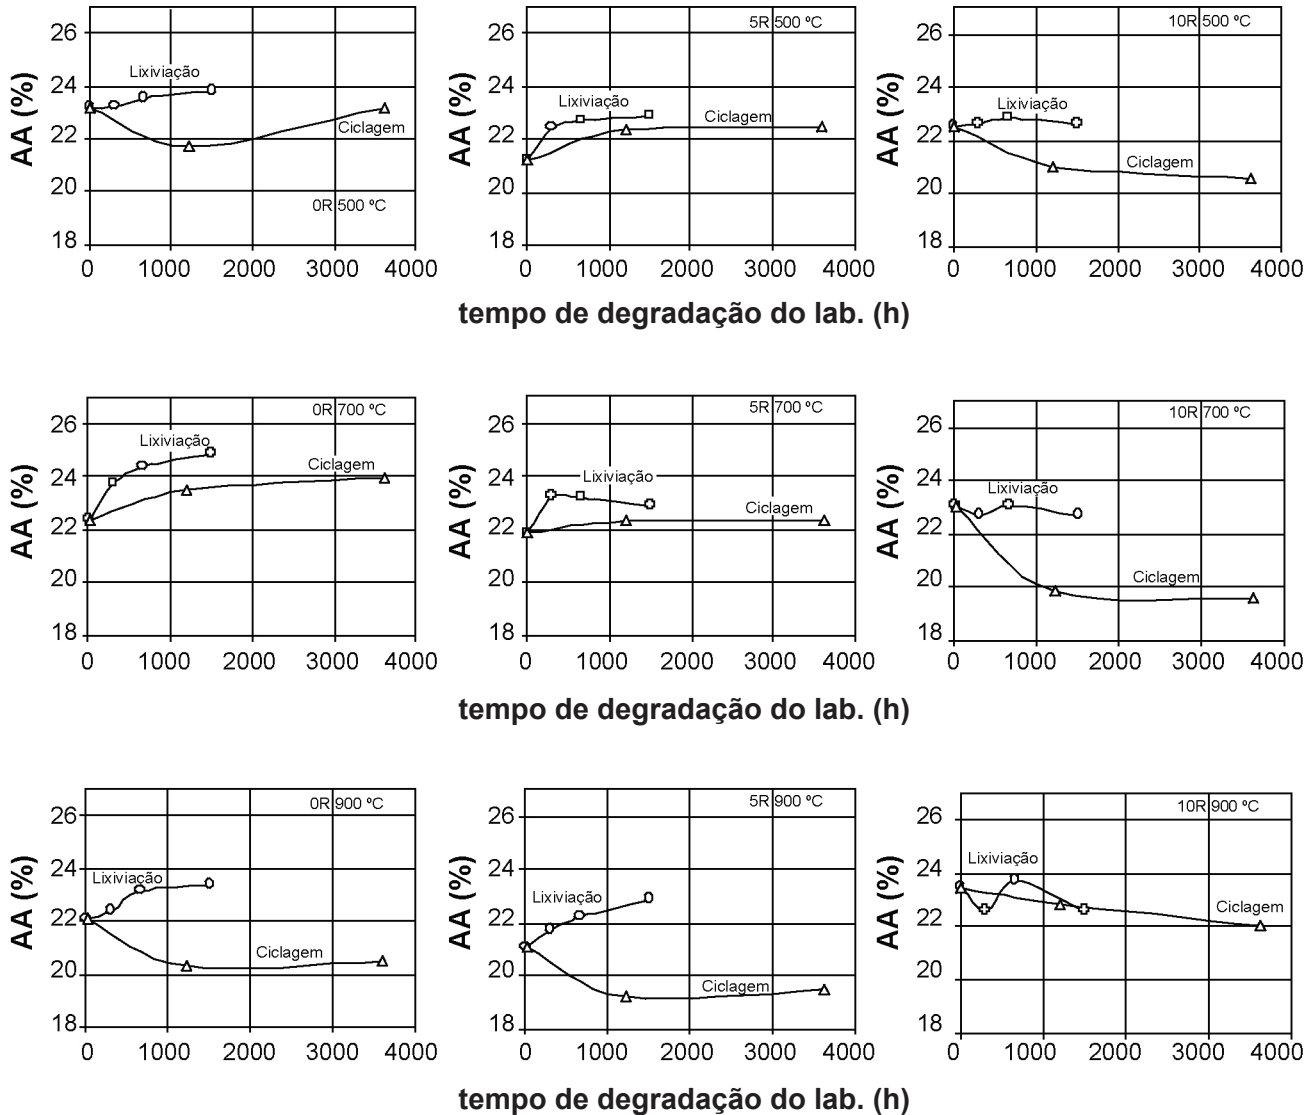 26 26 26
5R 500 ºC 10R 500 ºC
AA (%) AA (%) AA (%)
24 24 24
Lixiviação Lixiviação Lixiviação
22 22 22
Ciclagem Ciclagem Ciclagem
20 20 20
0R 500 ºC
18 18 18
0 1000 2000 3000 4000 0 1000 2000 3000 4000 0 1000 2000 3000 4000
tempo de degradação do lab. (h)
0R 700 ºC 5R 700 ºC 10R 700 ºC
26 26 26
AA (%) AA (%) AA (%)
Lixiviação Lixiviação Lixiviação
24 24 24
Ciclagem Ciclagem Ciclagem
22 22 22
20 20 20
18 18 18
0 1000 2000 3000 4000 0 1000 2000 3000 4000 0 1000 2000 3000 4000
tempo de degradação do lab. (h)
0R 900 ºC 5R 900 ºC 10R 900 ºC
26 26 26
AA (%) AA (%) AA (%)
24 24 24
Lixiviação Lixiviação Lixiviação
22 22 22
Ciclagem Ciclagem Ciclagem
20 20 20
18 18 18
0 1000 2000 3000 4000 0 1000 2000 3000 4000 0 1000 2000 3000 4000
tempo de degradação do lab. (h)